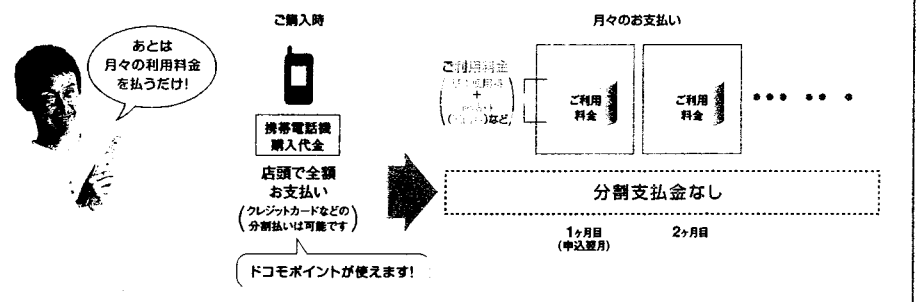 ご購入時
月々のお支払い
あとは
月々の利用料金
を払うだけ!
ご利用料金
+
など
ご利用
料金
ご利用
料金
携帯電話機
購入代金
店頭で全額
お支払い
(クレジットカードなどの
分割払いは可能です)
分割支払金なし
1ヶ月目
(申込翌月)
2ヶ月目
ドコモポイントが使えます!